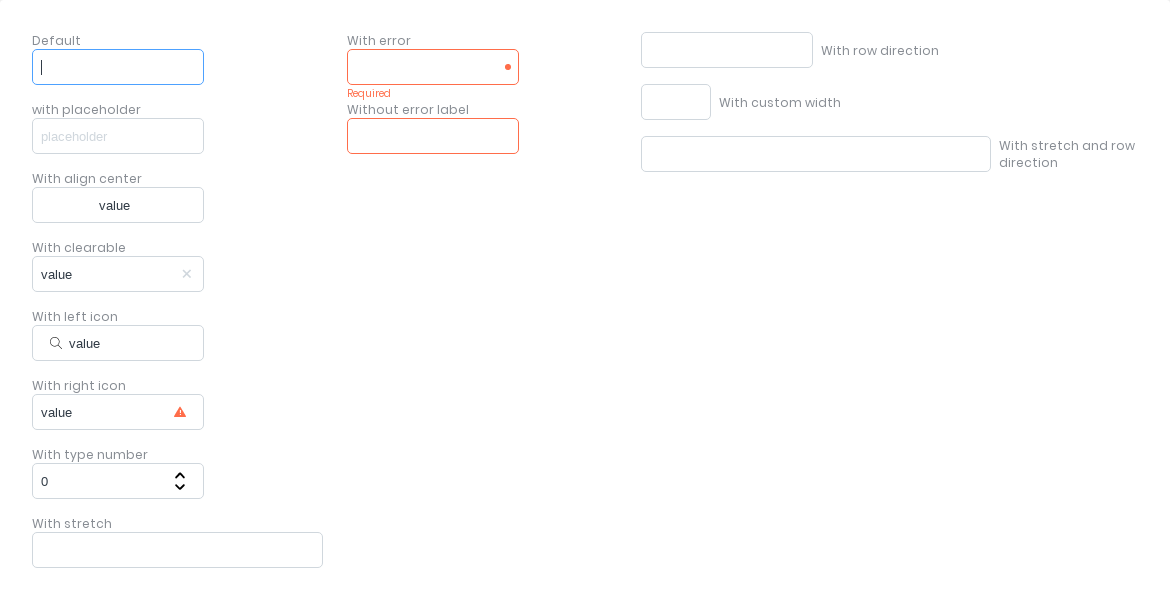 Default
with placeholder
placeholder
With align center
value
With clearable
value
With left icon
value
With right icon
value
With type number
0
With stretch
With error
Required
Without error label
With row direction
With custom width
With stretch and row
direction